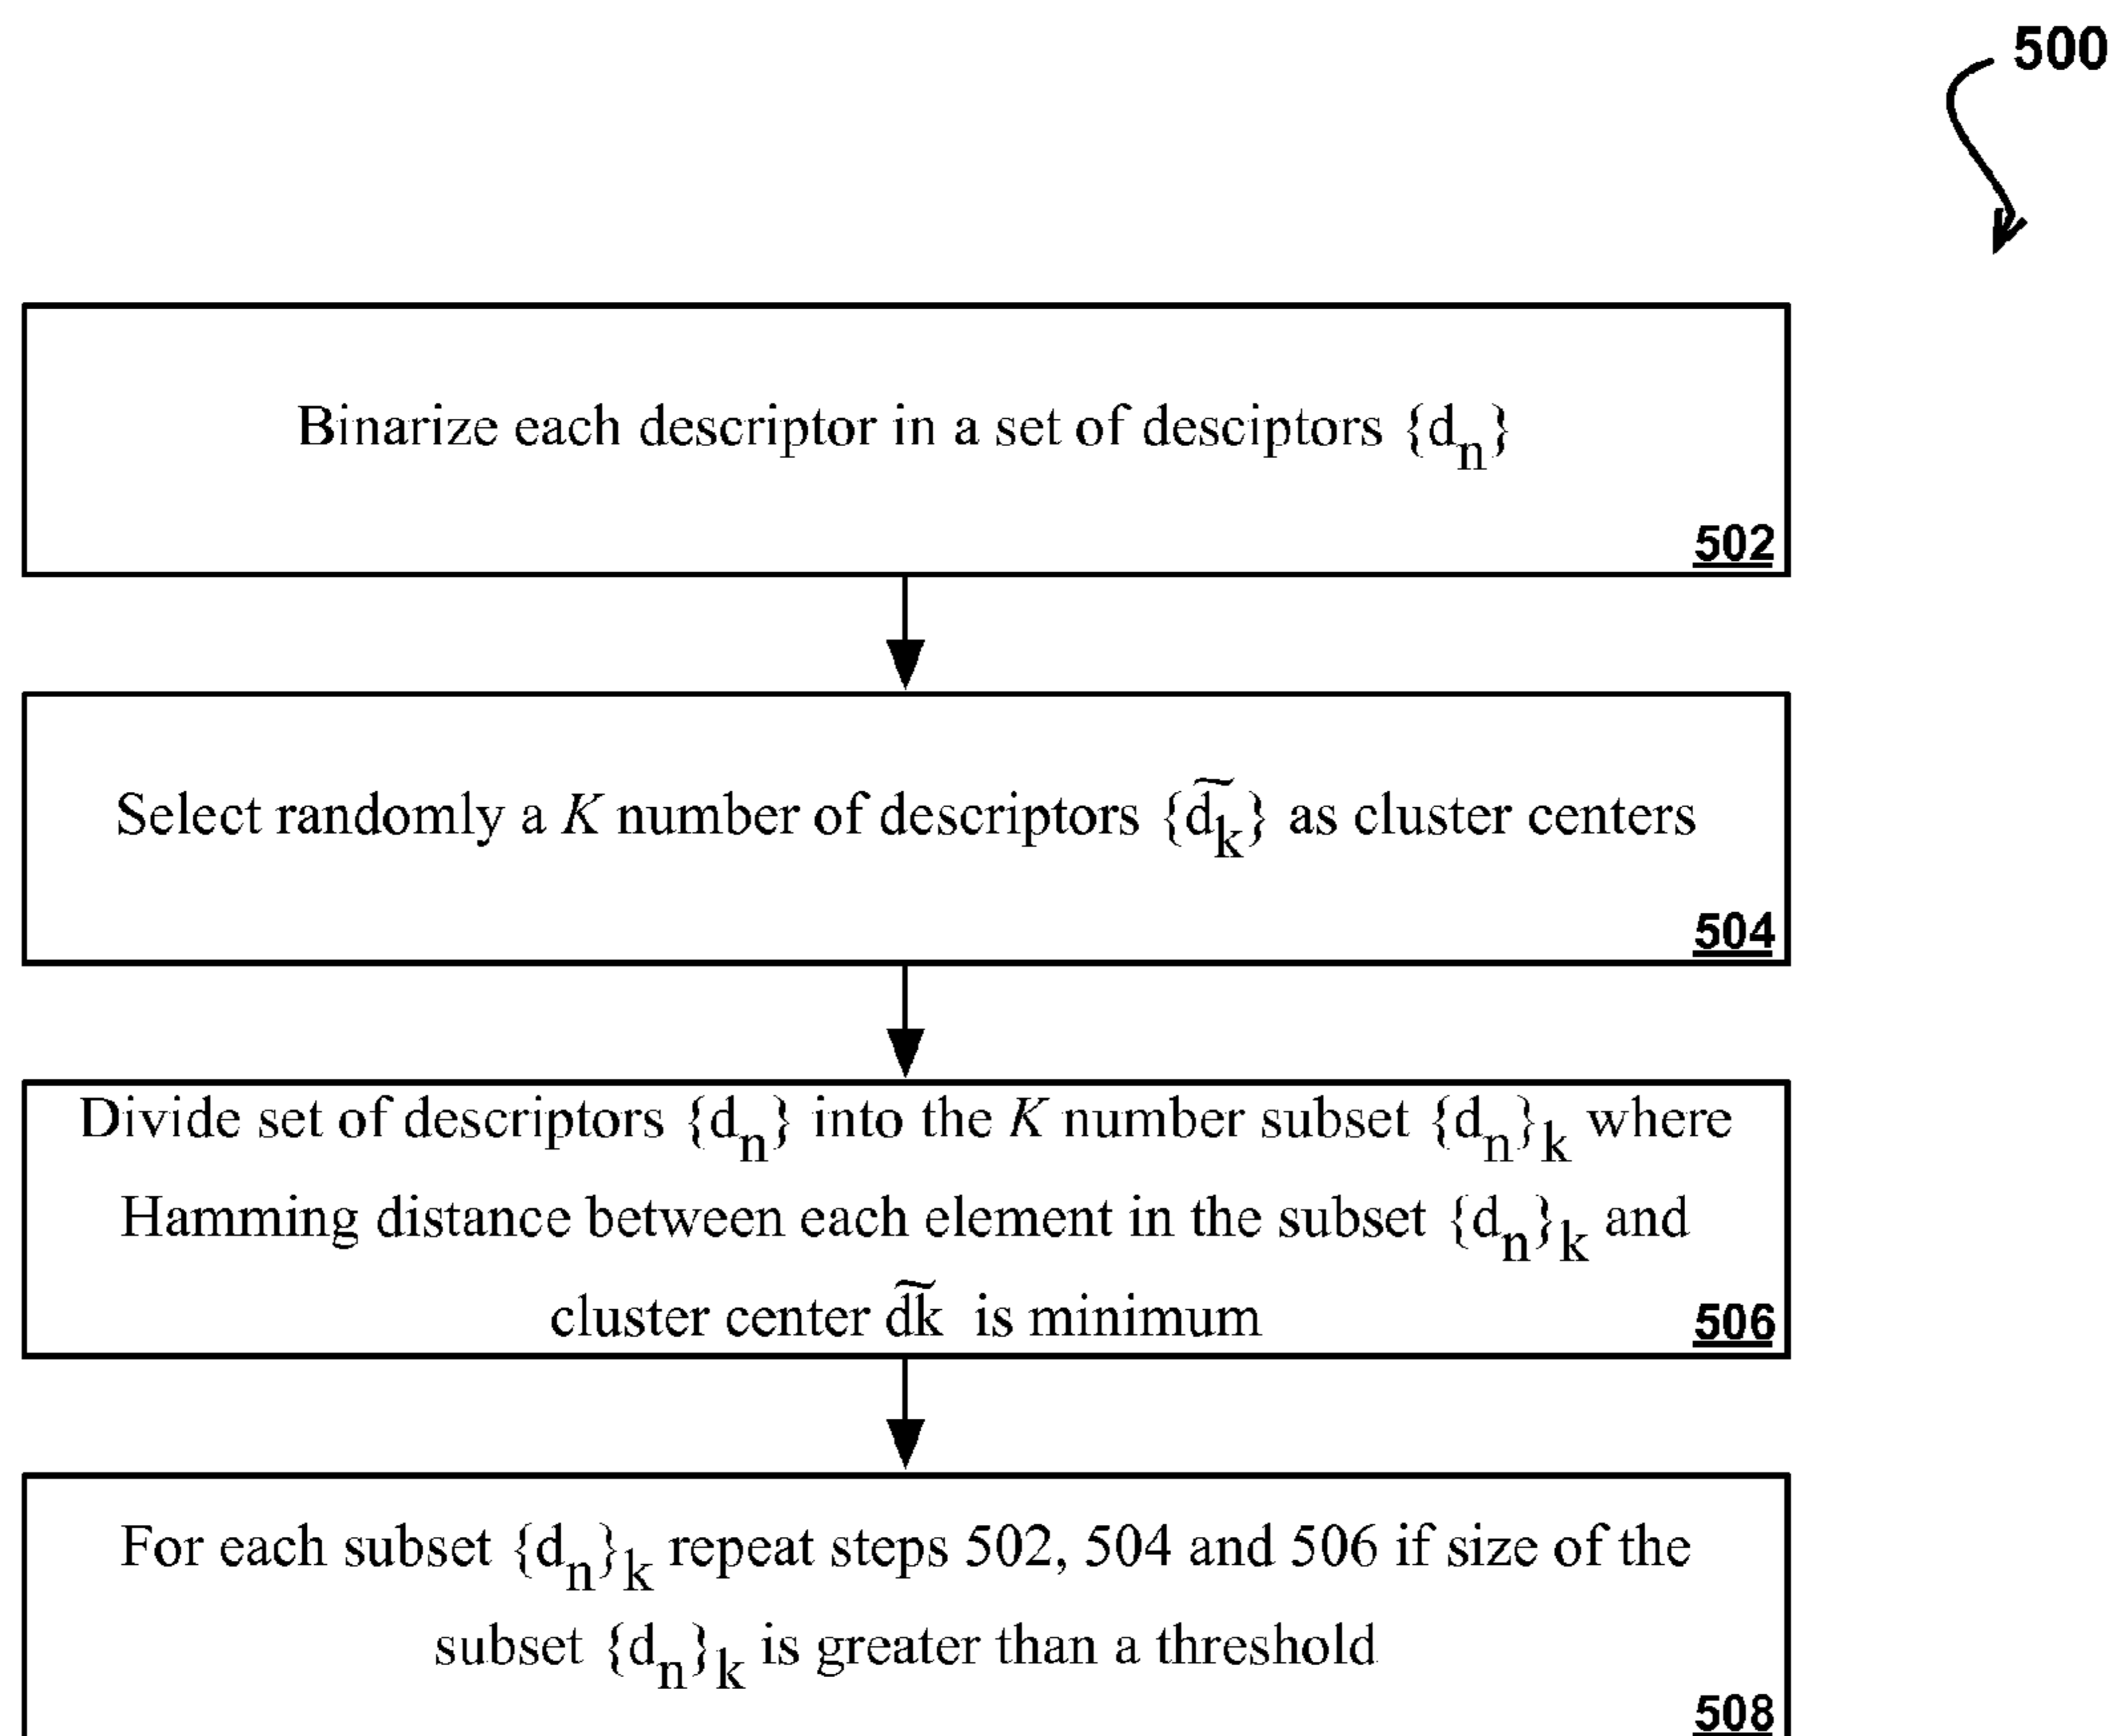 500
Binarize each descriptor in a set of desciptors {dₙ}
502
Select randomly a K number of descriptors {d̃ₖ} as cluster centers
504
Divide set of descriptors {dₙ} into the K number subset {dₙ}ₖ where
Hamming distance between each element in the subset {dₙ}ₖ and
cluster center d͠k is minimum
506
For each subset {dₙ}ₖ repeat steps 502, 504 and 506 if size of the
subset {dₙ}ₖ is greater than a threshold
508